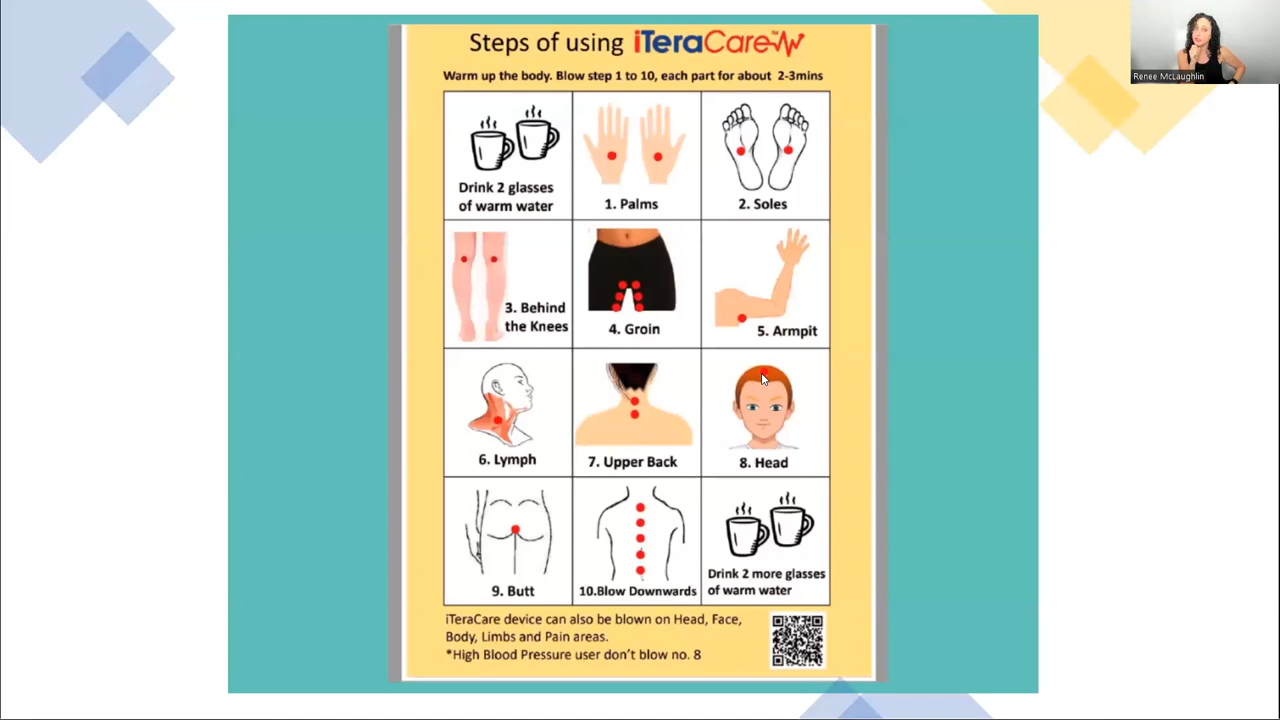 Steps of using iTeraCare™
Warm up the body. Blow step 1 to 10, each part for about 2-3mins
Drink 2 glasses
of warm water
1. Palms
2. Soles
3. Behind
the Knees
4. Groin
5. Armpit
6. Lymph
7. Upper Back
8. Head
9. Butt
10.Blow Downwards
Drink 2 more glasses
of warm water
iTeraCare device can also be blown on Head, Face,
Body, Limbs and Pain areas.
*High Blood Pressure user don't blow no. 8
Renee McLaughlin